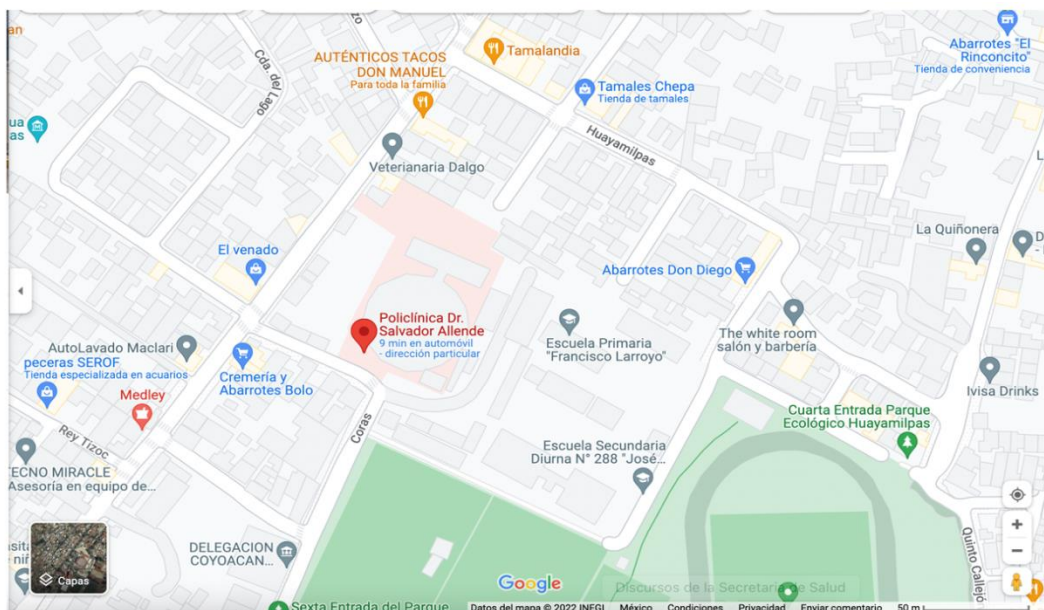 an
Cda. del Lago
zo
AUTÉNTICOS TACOS
DON MANUEL
Para toda la familia
Tamalandia
Tamales Chepa
Tienda de tamales
Abarrotes "El
Rinconcito"
Tienda de conveniencia
ua
as
Huayamilpas
Veterianaria Dalgo
El venado
La Quiñonera
D
Abarrotes Don Diego
Policlínica Dr.
Salvador Allende
9 min en automóvil
- dirección particular
Escuela Primaria
"Francisco Larroyo"
The white room
salón y barbería
AutoLavado Maclari
peceras SEROF
Tienda especializada en acuarios
Cremería y
Abarrotes Bolo
Medley
Ivisa Drinks
Cuarta Entrada Parque
Ecológico Huayamilpas
Coras
Rey Tizoc
Escuela Secundaria
Diurna N° 288 "José...
TECNO MIRACLE
Asesoría en equipo de...
Quinto Callejó
DELEGACION
COYOACAN...
Capas
Google
Discursos de la Secretaria de Salud
Sexta Entrada del Parque
Datos del mapa © 2022 INEGI México Condiciones Privacidad Enviar comentario 50 m